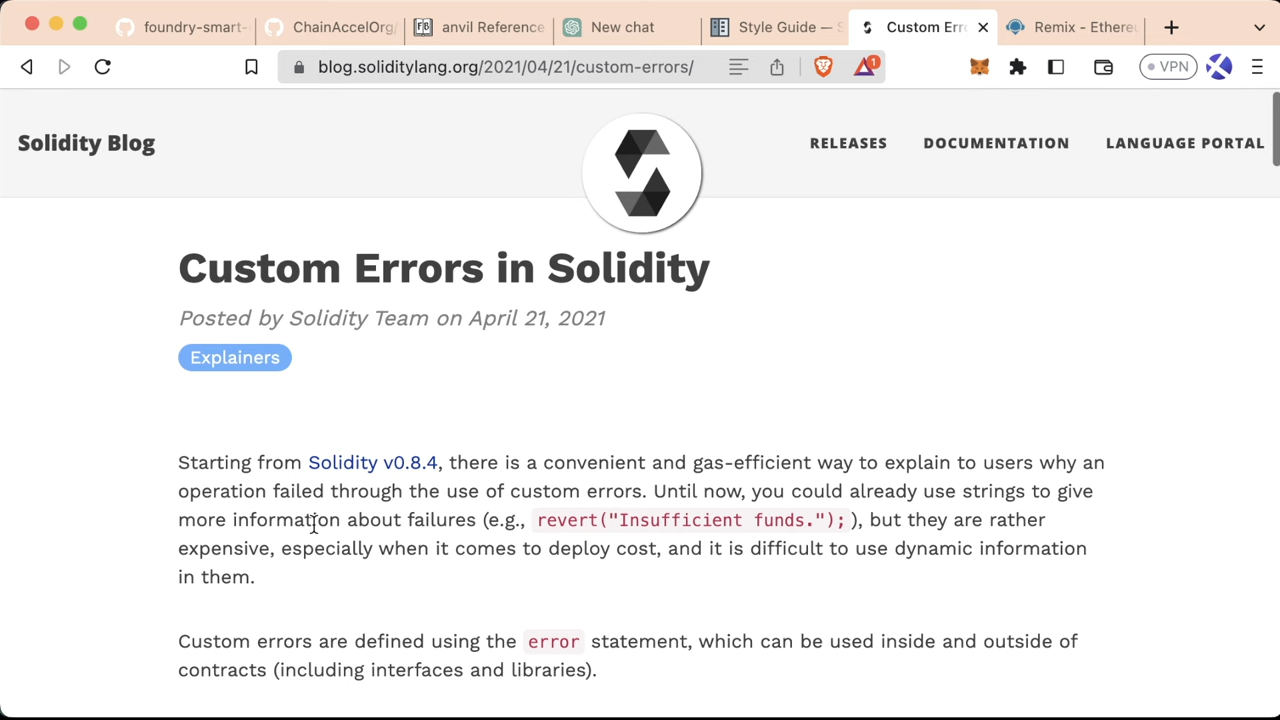 foundry-smart-
ChainAccelOrg/
anvil Reference
New chat
Style Guide — S
Custom Erro
Remix - Ethereu
blog.soliditylang.org/2021/04/21/custom-errors/
1
VPN
Solidity Blog
RELEASES
DOCUMENTATION
LANGUAGE PORTAL
Custom Errors in Solidity
Posted by Solidity Team on April 21, 2021
Explainers
Starting from Solidity v0.8.4, there is a convenient and gas-efficient way to explain to users why an
operation failed through the use of custom errors. Until now, you could already use strings to give
more information about failures (e.g., revert("Insufficient funds.");), but they are rather
expensive, especially when it comes to deploy cost, and it is difficult to use dynamic information
in them.
Custom errors are defined using the error statement, which can be used inside and outside of
contracts (including interfaces and libraries).